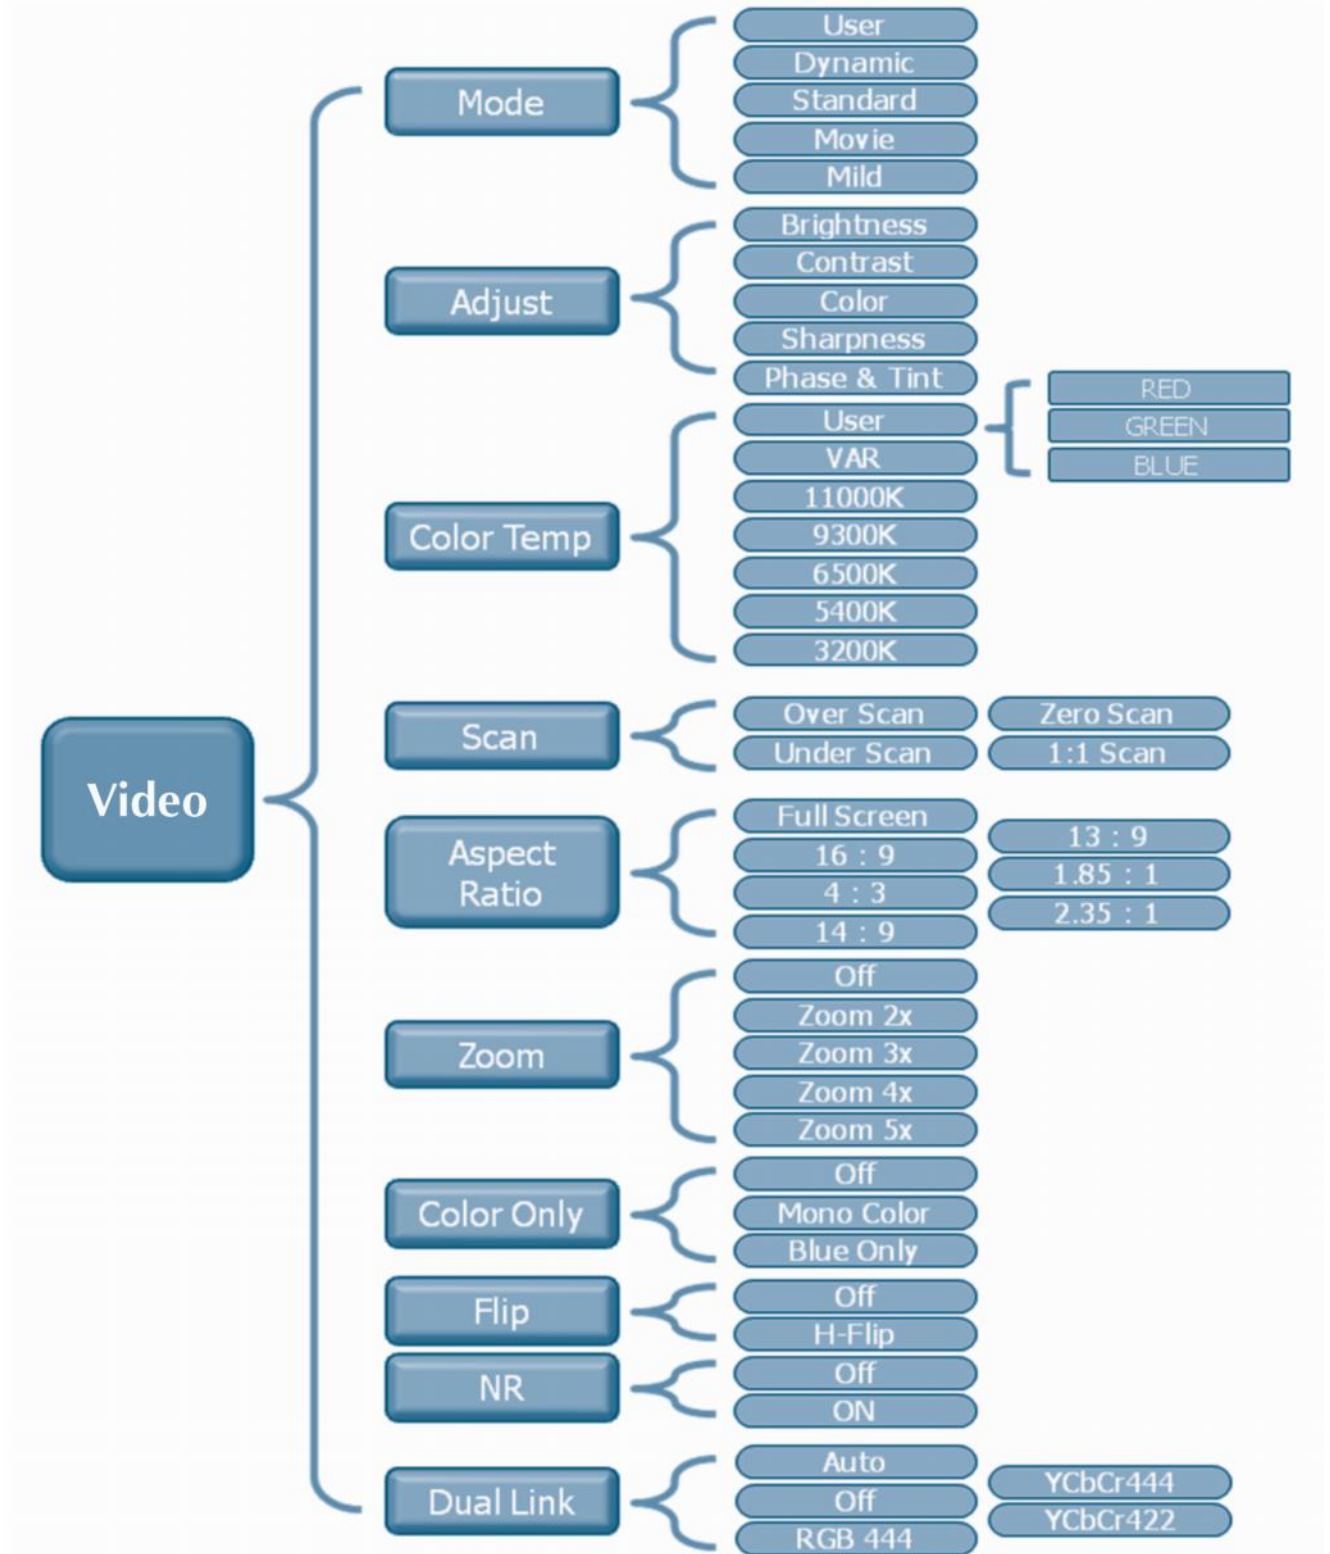 Video
Mode
User
Dynamic
Standard
Movie
Mild
Adjust
Brightness
Contrast
Color
Sharpness
Phase & Tint
Color Temp
User
RED
GREEN
BLUE
VAR
11000K
9300K
6500K
5400K
3200K
Scan
Over Scan
Under Scan
Zero Scan
1:1 Scan
Aspect
Ratio
Full Screen
16 : 9
4 : 3
14 : 9
13 : 9
1.85 : 1
2.35 : 1
Zoom
Off
Zoom 2x
Zoom 3x
Zoom 4x
Zoom 5x
Color Only
Off
Mono Color
Blue Only
Flip
Off
H-Flip
NR
Off
ON
Dual Link
Auto
Off
RGB 444
YCbCr444
YCbCr422